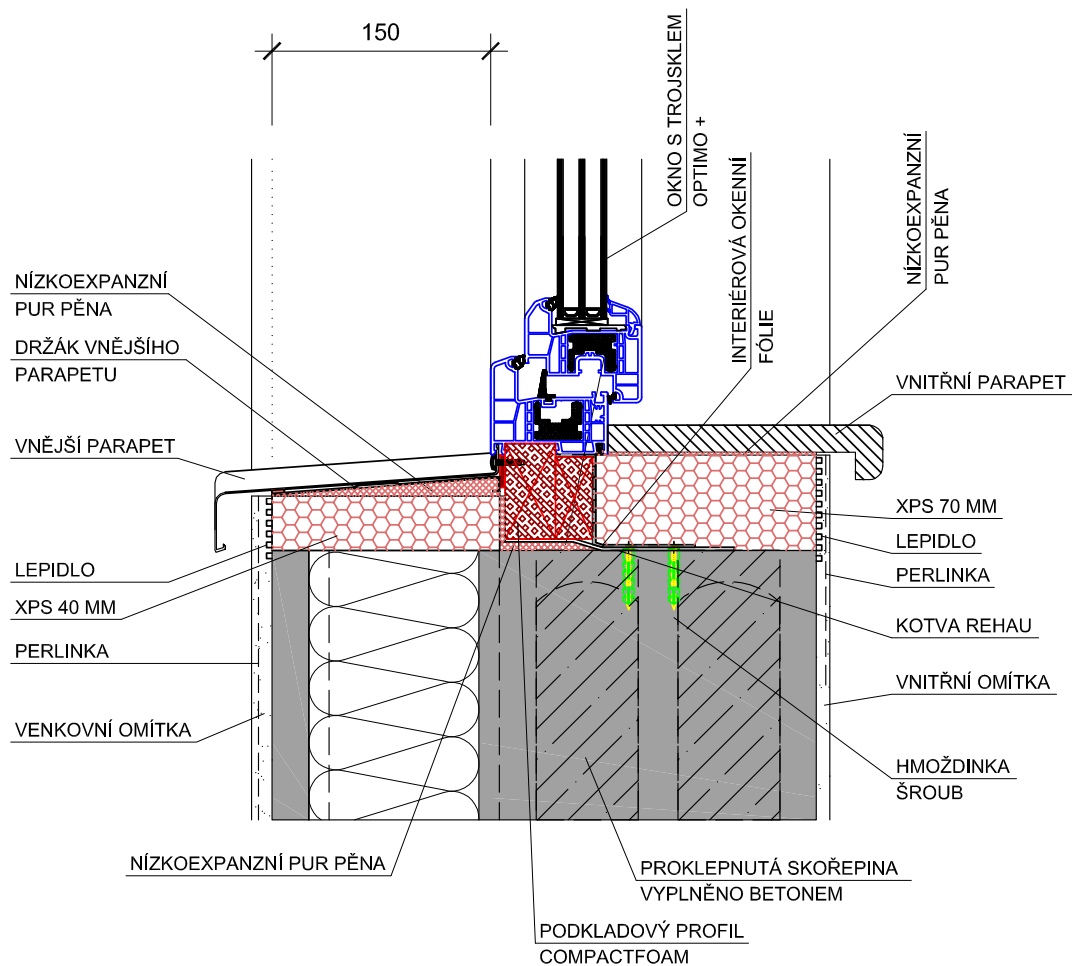 150
OKNO S TROJSKLEM
OPTIMO +
INTERIÉROVÁ OKENNÍ
FÓLIE
NÍZKOEXPANZNÍ
PUR PĚNA
NÍZKOEXPANZNÍ
PUR PĚNA
DRŽÁK VNĚJŠÍHO
PARAPETU
VNĚJŠÍ PARAPET
LEPIDLO
XPS 40 MM
PERLINKA
VENKOVNÍ OMÍTKA
NÍZKOEXPANZNÍ PUR PĚNA
VNITŘNÍ PARAPET
XPS 70 MM
LEPIDLO
PERLINKA
KOTVA REHAU
VNITŘNÍ OMÍTKA
HMOŽDINKA
ŠROUB
PROKLEPNUTÁ SKOŘEPINA
VYPLNĚNO BETONEM
PODKLADOVÝ PROFIL
COMPACTFOAM